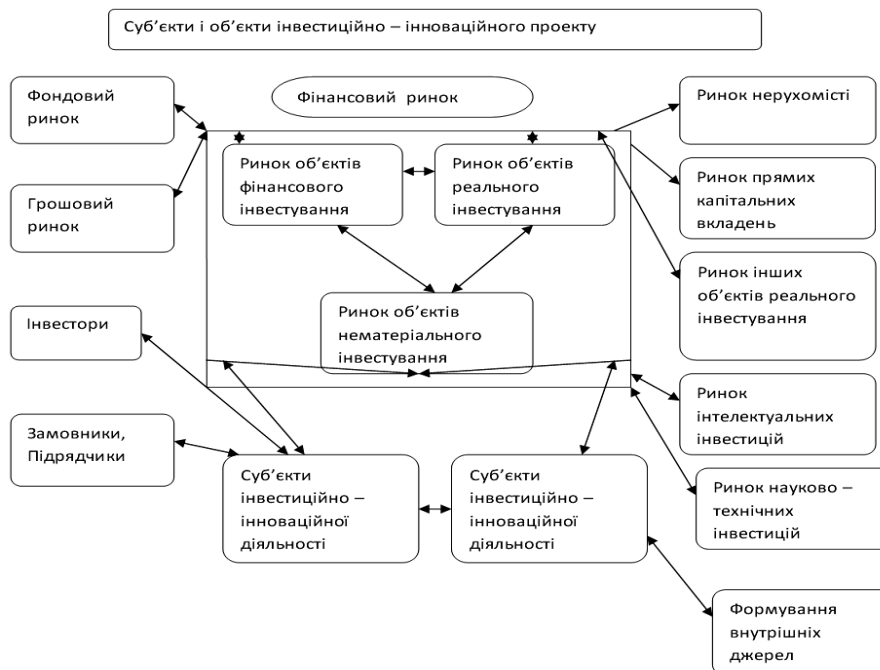 Суб’єкти і об’єкти інвестиційно – інноваційного проекту
Фондовий
ринок
Фінансовий ринок
Ринок нерухомісті
Ринок об’єктів
фінансового
інвестування
Ринок об’єктів
реального
інвестування
Ринок прямих
капітальних
вкладень
Грошовий
ринок
Ринок інших
об’єктів реального
інвестування
Ринок об’єктів
нематеріального
інвестування
Інвестори
Ринок
інтелектуальних
інвестицій
Замовники,
Підрядчики
Суб’єкти
інвестиційно –
інноваційної
діяльності
Суб’єкти
інвестиційно –
інноваційної
діяльності
Ринок науково –
технічних
інвестицій
Формування
внутрішніх
джерел